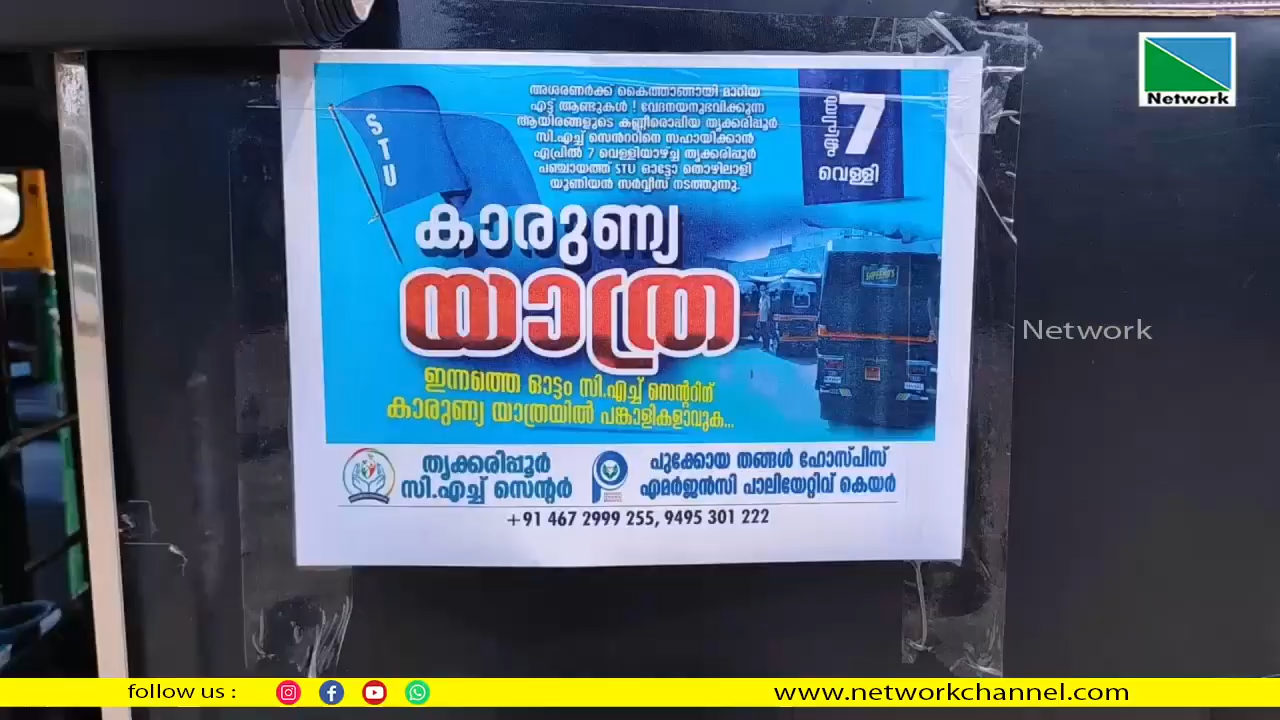 അശരണർക്ക് കൈത്താങ്ങായി മാറിയ
എട്ട് ആണ്ടുകൾ ! വേദനയനുഭവിക്കുന്ന
ആയിരങ്ങളുടെ കണ്ണീരൊപ്പിയ തൃക്കരിപ്പൂർ
സി.എച്ച് സെൻററിനെ സഹായിക്കാൻ
ഏപ്രിൽ 7 വെള്ളിയാഴ്ച്ച തൃക്കരിപ്പൂർ
പഞ്ചായത്ത് STU ഓട്ടോ തൊഴിലാളി
യൂണിയൻ സർവ്വീസ് നടത്തുന്നു.
ഏപ്രിൽ 7
വെള്ളി
Network
STU
കാരുണ്യ
യാത്ര
Network
ഇന്നത്തെ ഓട്ടം സി.എച്ച് സെന്ററിന്
കാരുണ്യ യാത്രയിൽ പങ്കാളികളാവുക...
തൃക്കരിപ്പൂർ
സി.എച്ച് സെന്റർ
പൂക്കോയ തങ്ങൾ ഹോസ്പിസ്
എമർജൻസി പാലിയേറ്റിവ് കെയർ
+91 467 2999 255, 9495 301 222
follow us :
www.networkchannel.com